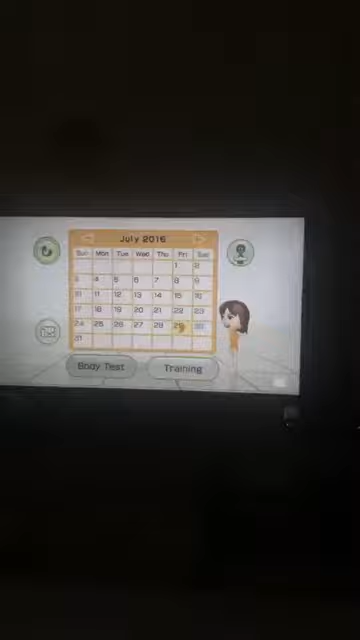 July 2016
Sun Mon Tue Wed Thu Fri Sat
1 2
3 4 5 6 7 8 9
10 11 12 13 14 15 16
17 18 19 20 21 22 23
24 25 26 27 28 29 30
31
Body Test Training